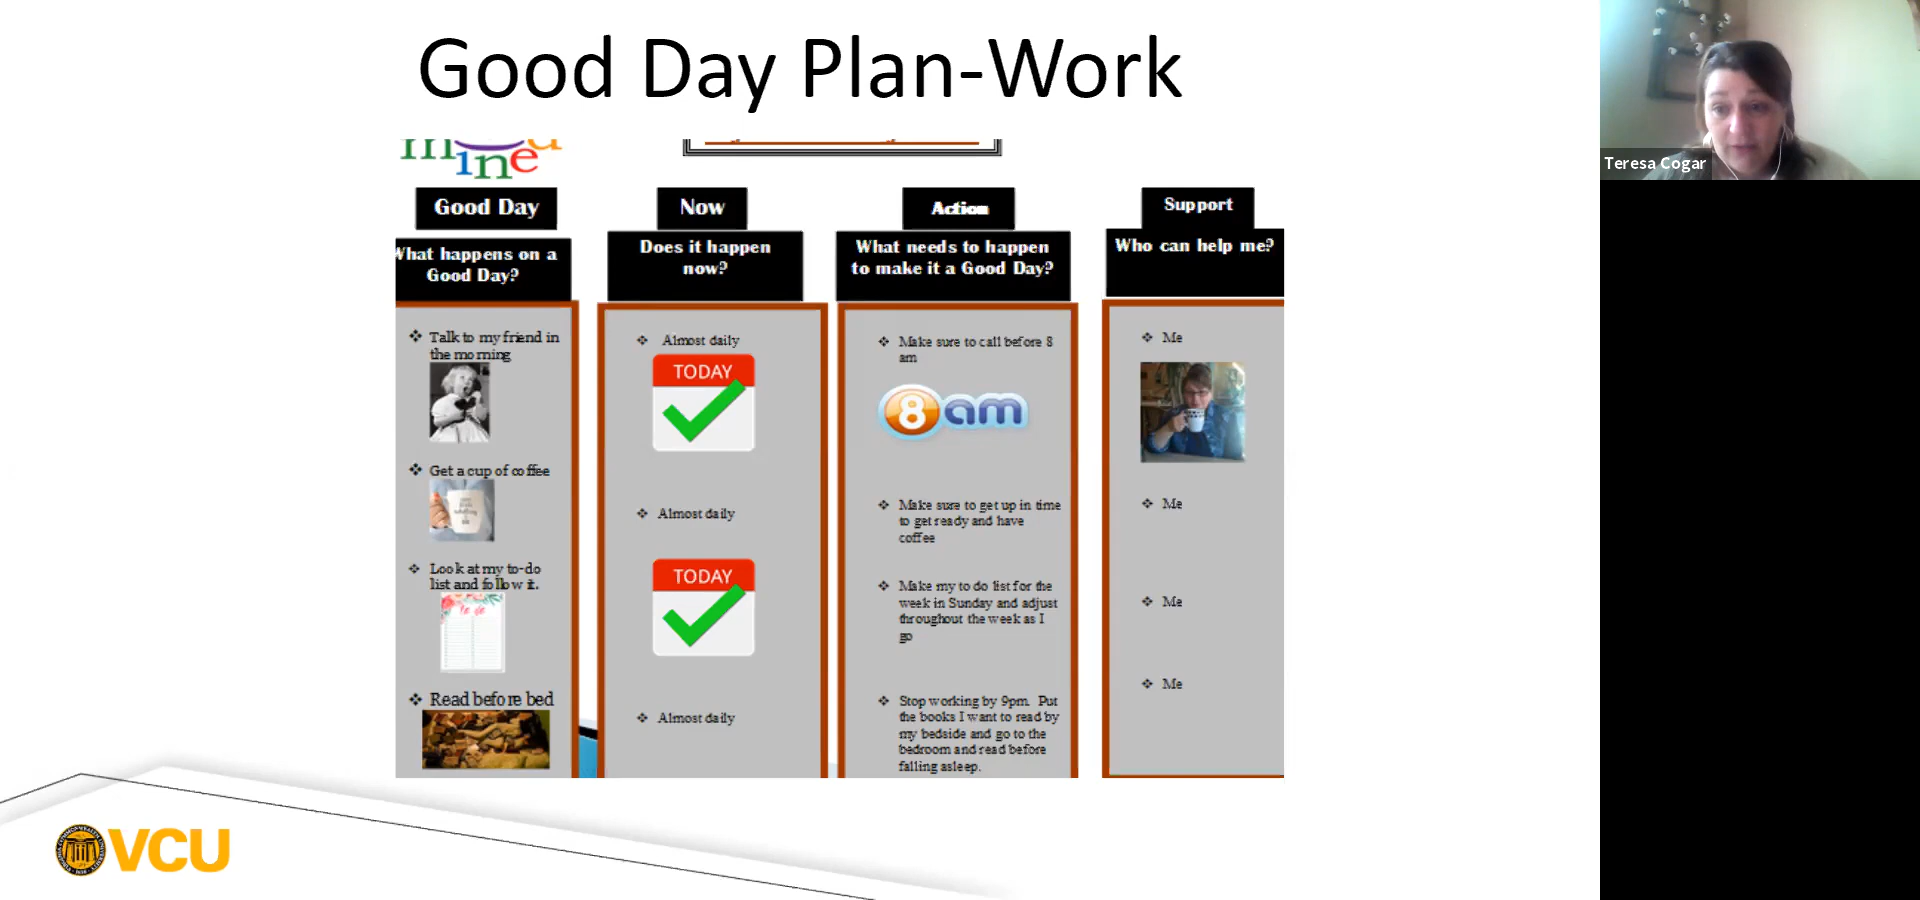 Good Day Plan-Work
Teresa Cogar
mine
Good Day
Now
Action
Support
What happens on a
Good Day?
Does it happen
now?
What needs to happen
to make it a Good Day?
Who can help me?
❖ Talk to my friend in
the morning
❖ Get a cup of coffee
❖ Look at my to-do
list and follow it.
to do
❖ Read before bed
❖ Almost daily
TODAY
❖ Almost daily
TODAY
❖ Almost daily
❖ Make sure to call before 8
am
8am
❖ Make sure to get up in time
to get ready and have
coffee
❖ Make my to do list for the
week in Sunday and adjust
throughout the week as I
go
❖ Stop working by 9pm. Put
the books I want to read by
my bedside and go to the
bedroom and read before
falling asleep.
❖ Me
❖ Me
❖ Me
❖ Me
VCU